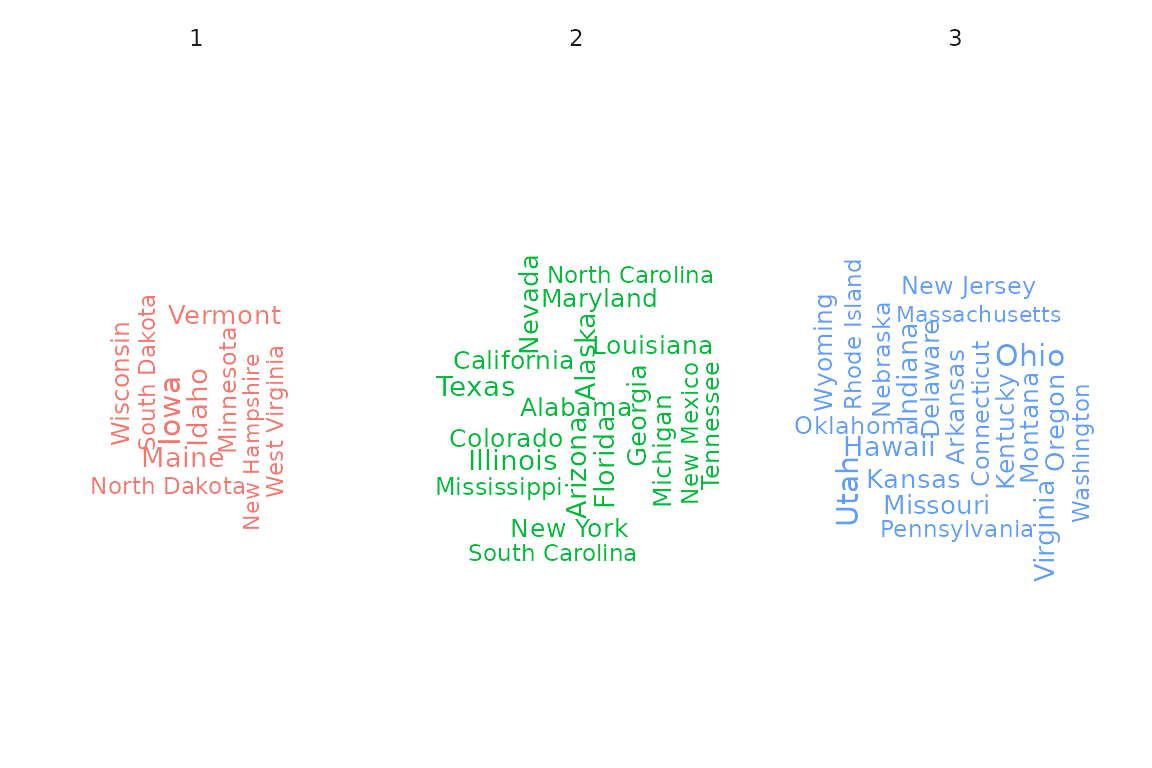 1
2
3
Vermont
Wisconsin
South Dakota
Iowa
Idaho
Minnesota
New Hampshire
West Virginia
Maine
North Dakota
Nevada
North Carolina
Maryland
Alaska
Louisiana
California
Texas
Georgia
Michigan
New Mexico
Tennessee
Alabama
Colorado
Illinois
Mississippi
Arizona
Florida
New York
South Carolina
New Jersey
Massachusetts
Wyoming
Rhode Island
Nebraska
Indiana
Delaware
Arkansas
Connecticut
Ohio
Kentucky
Montana
Oregon
Washington
Oklahoma
Hawaii
Utah
Kansas
Missouri
Pennsylvania
Virginia